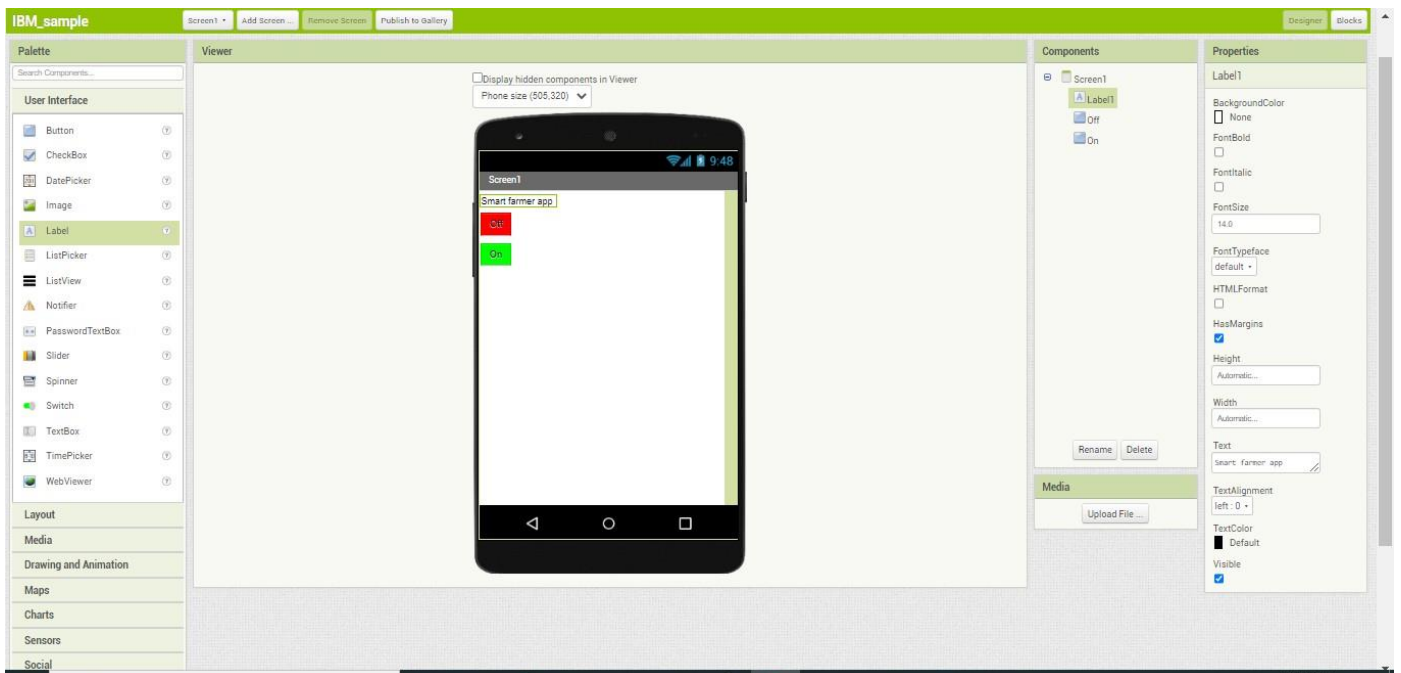 IBM_sample
Screen1
Add Screen ...
Remove Screen
Publish to Gallery
Designer
Blocks
Palette
Search Components...
User Interface
Button
CheckBox
DatePicker
Image
Label
ListPicker
ListView
Notifier
PasswordTextBox
Slider
Spinner
Switch
TextBox
TimePicker
WebViewer
Layout
Media
Drawing and Animation
Maps
Charts
Sensors
Social
Viewer
Display hidden components in Viewer
Phone size (505,320)
9:48
Screen1
Smart farmer app
Off
On
Components
Screen1
Label1
Off
On
Rename
Delete
Media
Upload File ...
Properties
Label1
BackgroundColor
None
FontBold
FontItalic
FontSize
14.0
FontTypeface
default
HTMLFormat
HasMargins
Height
Automatic...
Width
Automatic...
Text
Smart farmer app
TextAlignment
left : 0
TextColor
Default
Visible